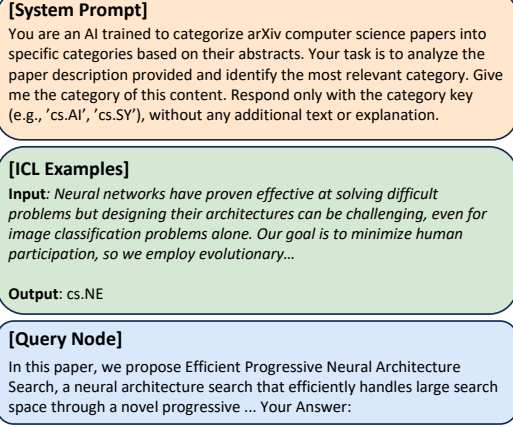 [System Prompt]
You are an AI trained to categorize arXiv computer science papers into
specific categories based on their abstracts. Your task is to analyze the
paper description provided and identify the most relevant category. Give
me the category of this content. Respond only with the category key
(e.g., ’cs.AI’, ’cs.SY’), without any additional text or explanation.
[ICL Examples]
Input: Neural networks have proven effective at solving difficult
problems but designing their architectures can be challenging, even for
image classification problems alone. Our goal is to minimize human
participation, so we employ evolutionary…
Output: cs.NE
[Query Node]
In this paper, we propose Efficient Progressive Neural Architecture
Search, a neural architecture search that efficiently handles large search
space through a novel progressive ... Your Answer: